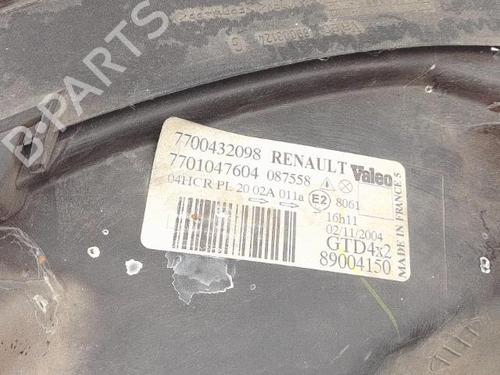 B-PARTS
7700432098 RENAULT Valeo
7701047604 087558
04HCR PL 20 02A 011a E2 8061
16h11
02/11/2004
GTD4x2
89004150
MADE IN FRANCE 5